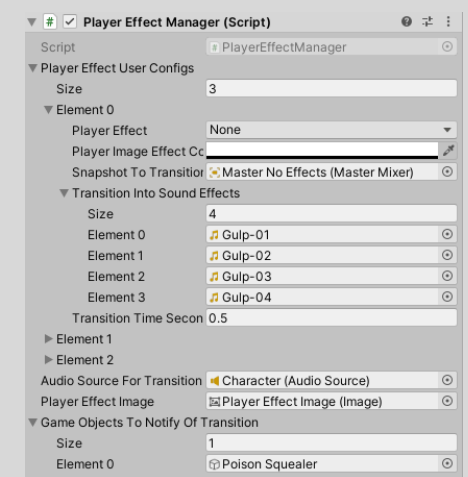 Player Effect Manager (Script)
Script PlayerEffectManager
Player Effect User Configs
Size 3
Element 0
Player Effect None
Player Image Effect Co
Snapshot To Transition Master No Effects (Master Mixer)
Transition Into Sound Effects
Size 4
Element 0 Gulp-01
Element 1 Gulp-02
Element 2 Gulp-03
Element 3 Gulp-04
Transition Time Secon 0.5
Element 1
Element 2
Audio Source For Transition Character (Audio Source)
Player Effect Image Player Effect Image (Image)
Game Objects To Notify Of Transition
Size 1
Element 0 Poison Squealer